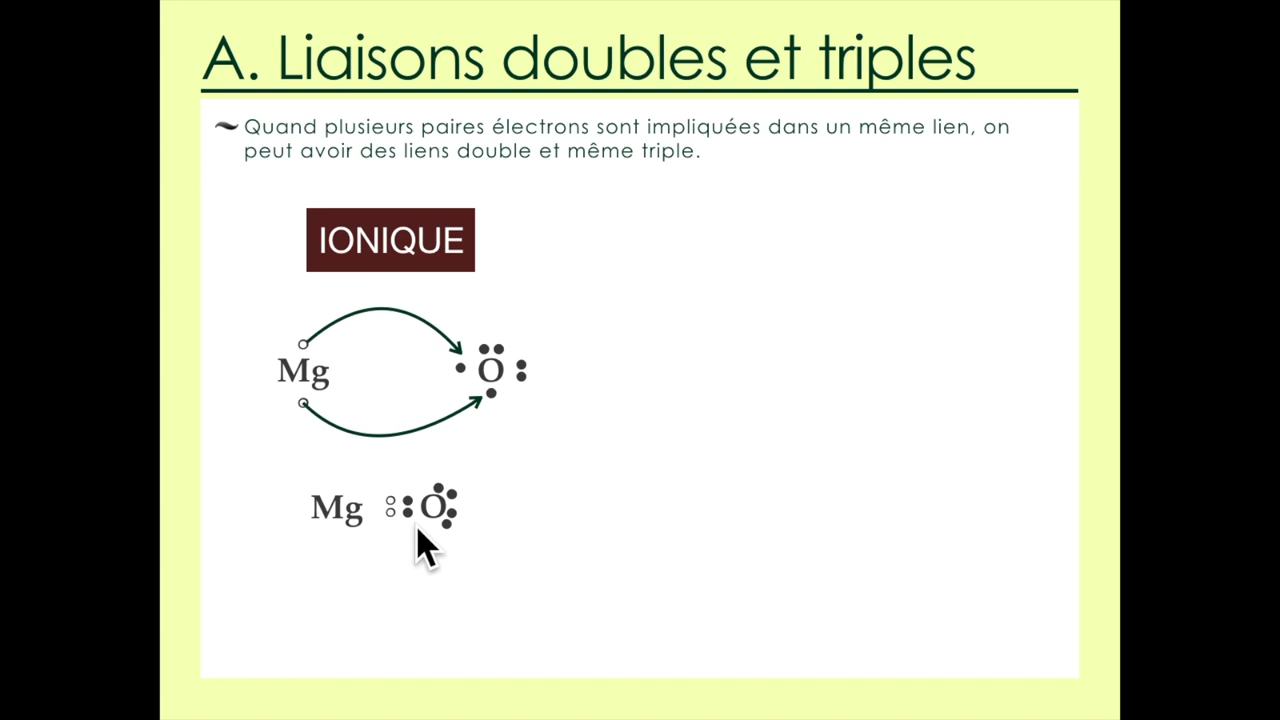 A. Liaisons doubles et triples
Quand plusieurs paires électrons sont impliquées dans un même lien, on
peut avoir des liens double et même triple.
IONIQUE
Mg O
Mg O